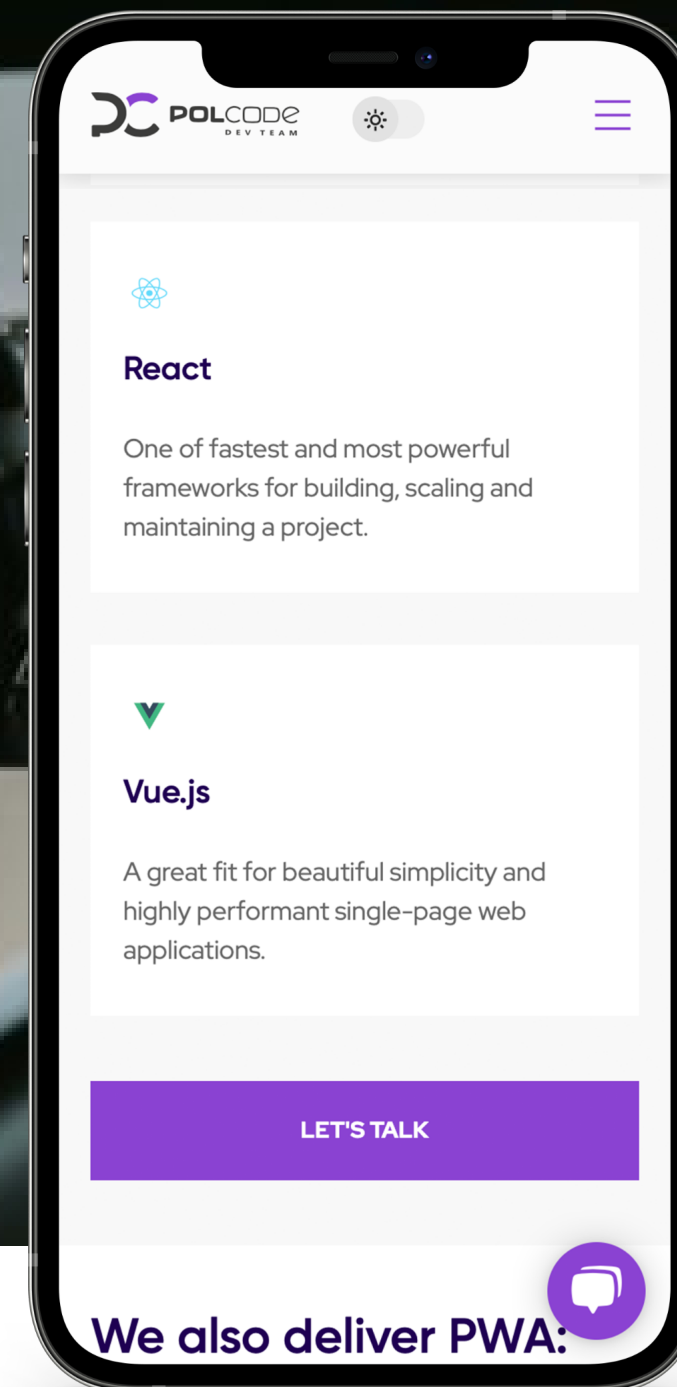 POLCODE
DEV TEAM
React
One of fastest and most powerful
frameworks for building, scaling and
maintaining a project.
Vue.js
A great fit for beautiful simplicity and
highly performant single-page web
applications.
LET'S TALK
We also deliver PWA: